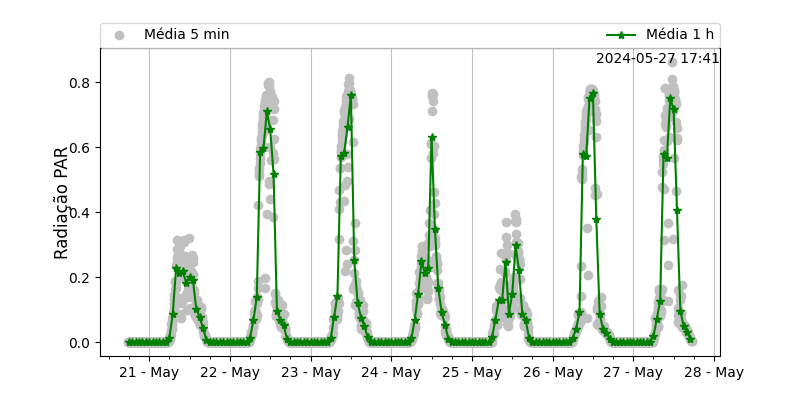 Média 5 min
Média 1 h
2024-05-27 17:41
Radiação PAR
0.8
0.6
0.4
0.2
0.0
21 - May
22 - May
23 - May
24 - May
25 - May
26 - May
27 - May
28 - May